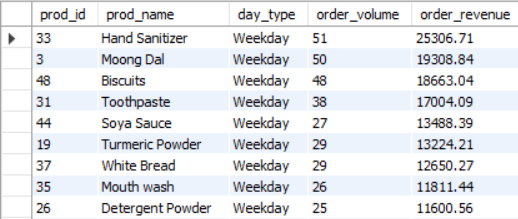 prod_id prod_name day_type order_volume order_revenue
33 Hand Sanitizer Weekday 51 25306.71
3 Moong Dal Weekday 50 19308.84
48 Biscuits Weekday 48 18663.04
31 Toothpaste Weekday 38 17004.09
44 Soya Sauce Weekday 27 13488.39
19 Turmeric Powder Weekday 29 13224.21
37 White Bread Weekday 29 12650.27
35 Mouth wash Weekday 26 11811.44
26 Detergent Powder Weekday 25 11600.56